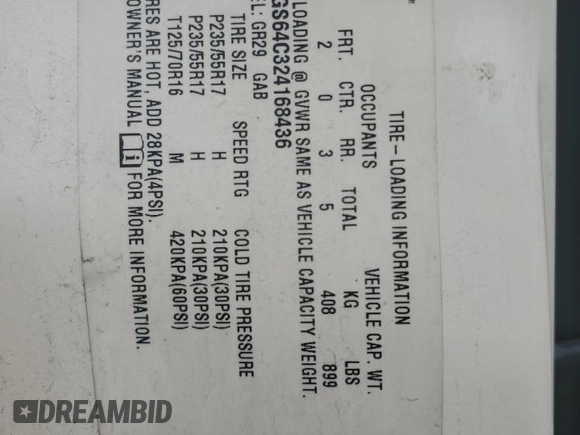 TIRE-LOADING INFORMATION
OCCUPANTS VEHICLE CAP. WT.
FRT. CTR. RR. TOTAL KG LBS
2 0 3 5 408 899
LOADING @ GVWR SAME AS VEHICLE CAPACITY WEIGHT.
GS64C324168436
EL: GR29 GAB
TIRE SIZE SPEED RTG COLD TIRE PRESSURE
P235/55R17 H 210KPA(30PSI)
P235/55R17 H 210KPA(30PSI)
T125/70R16 M 420KPA(60PSI)
RES ARE HOT, ADD 28KPA(4PSI).
OWNER'S MANUAL FOR MORE INFORMATION.
DREAMBID